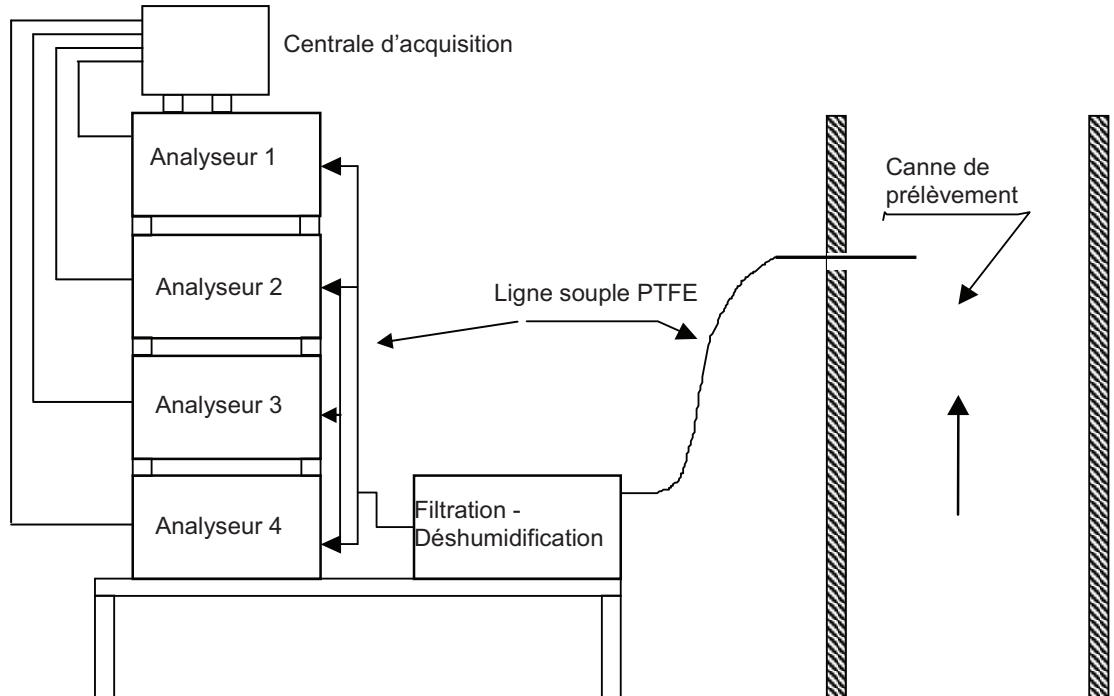 Centrale d'acquisition
Analyseur 1
Canne de
prélèvement
Analyseur 2
Ligne souple PTFE
Analyseur 3
Analyseur 4
Filtration -
Déshumidification